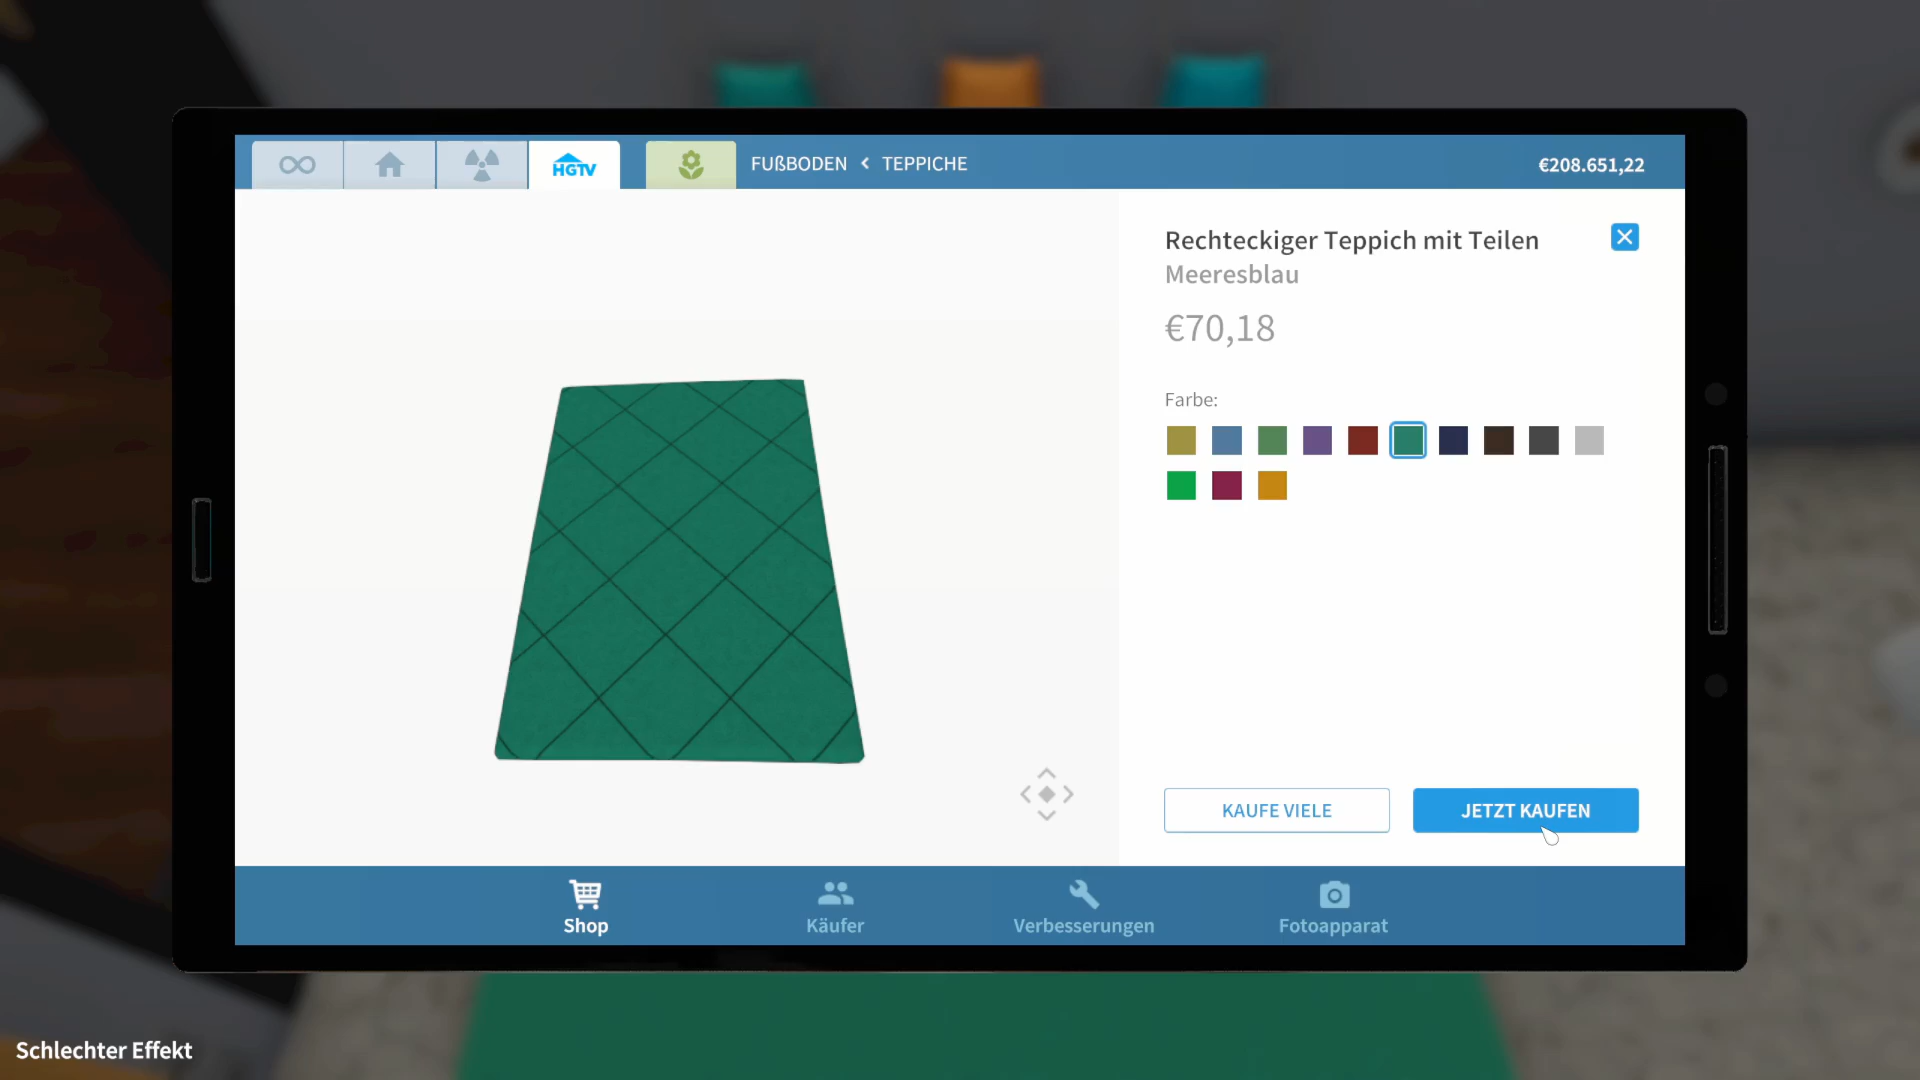 HGTV
FUẞBODEN < TEPPICHE
€208.651,22
Rechteckiger Teppich mit Teilen
Meeresblau
€70,18
Farbe:
KAUFE VIELE
JETZT KAUFEN
Shop
Käufer
Verbesserungen
Fotoapparat
Schlechter Effekt